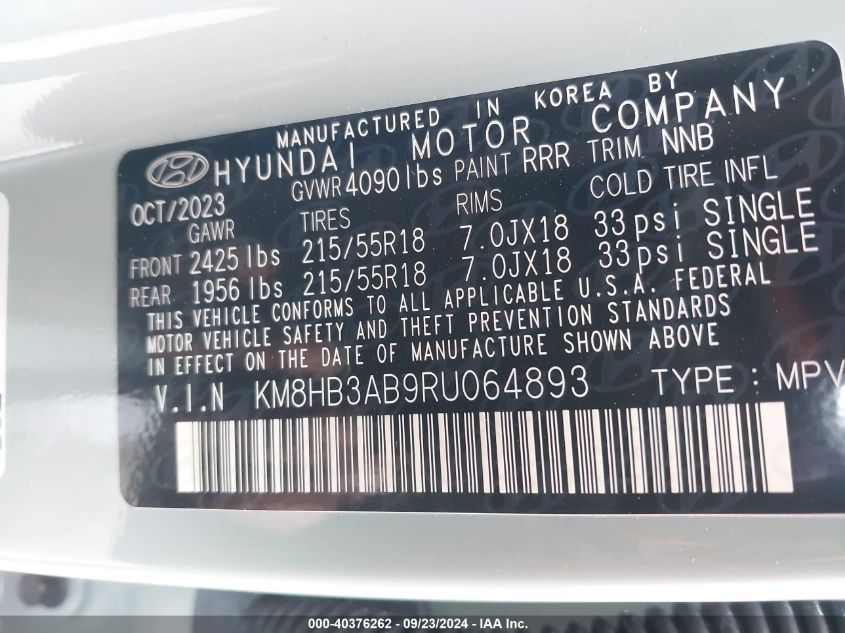 MANUFACTURED IN KOREA BY
HYUNDAI MOTOR COMPANY
OCT/2023 GVWR 4090 lbs PAINT RRR TRIM NNB
GAWR TIRES RIMS COLD TIRE INFL
FRONT 2425 lbs 215/55R18 7.0JX18 33psi SINGLE
REAR 1956 lbs 215/55R18 7.0JX18 33psi SINGLE
THIS VEHICLE CONFORMS TO ALL APPLICABLE U.S.A. FEDERAL
MOTOR VEHICLE SAFETY AND THEFT PREVENTION STANDARDS
IN EFFECT ON THE DATE OF MANUFACTURE SHOWN ABOVE
V.I.N KM8HB3AB9RU064893 TYPE : MPV
000-40376262 - 09/23/2024 - IAA Inc.